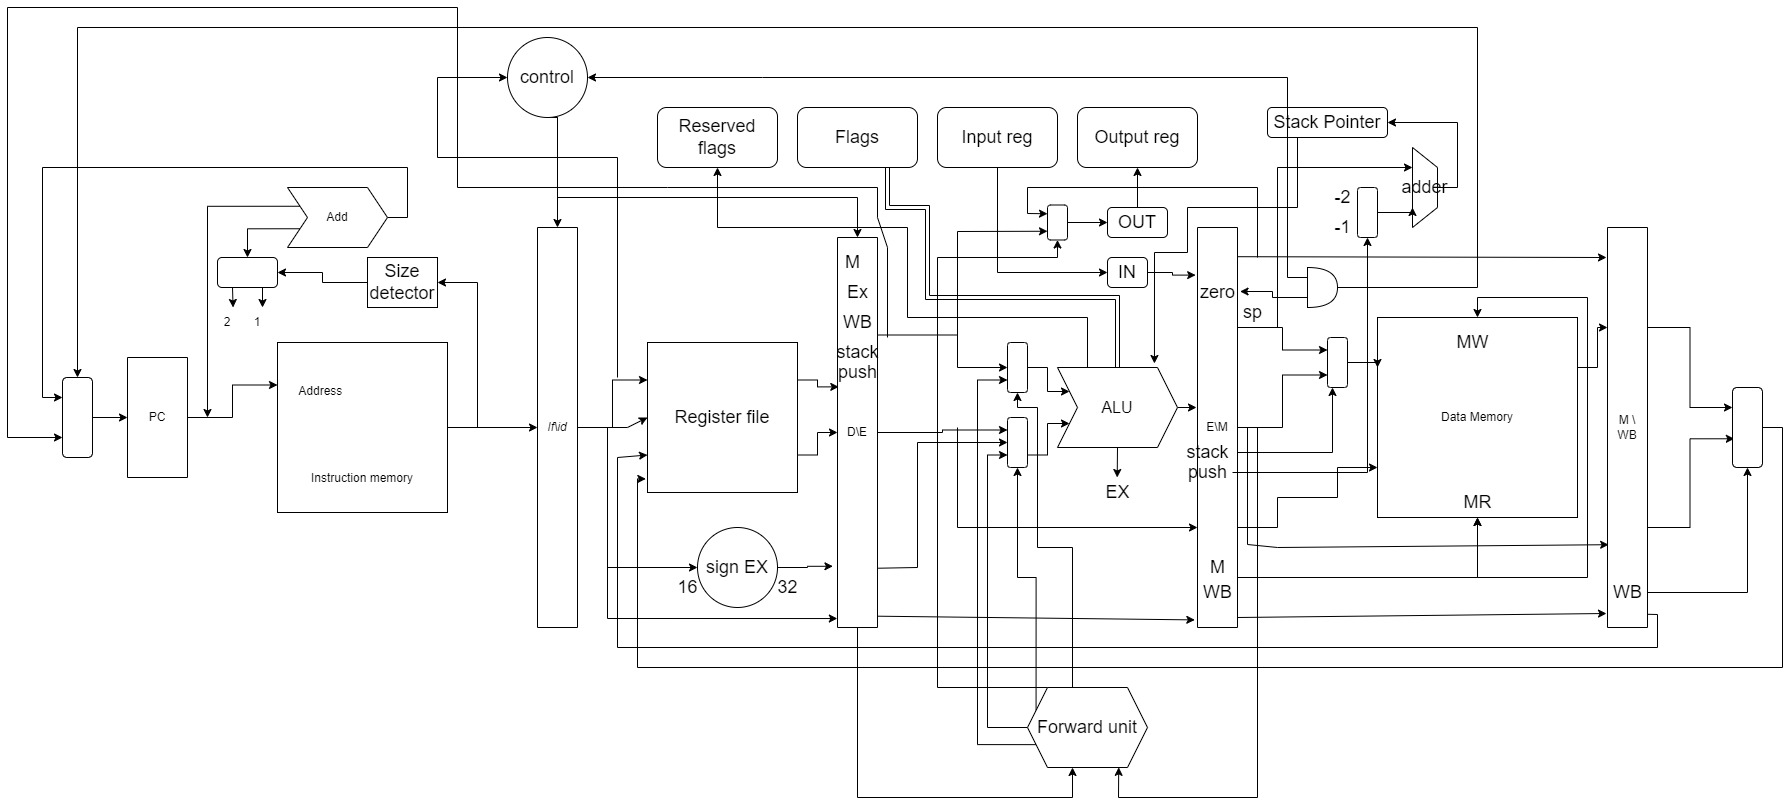 control
Reserved
flags
Flags
Input reg
Output reg
Stack Pointer
adder
-2
-1
Add
OUT
Size
detector
IN
2
1
M
Ex
WB
stack
push
D\E
zero
sp
E\M
stack
push
M
WB
MW
Data Memory
MR
Address
Instruction memory
PC
If\id
Register file
ALU
EX
sign EX
16
32
M \
WB
WB
Forward unit